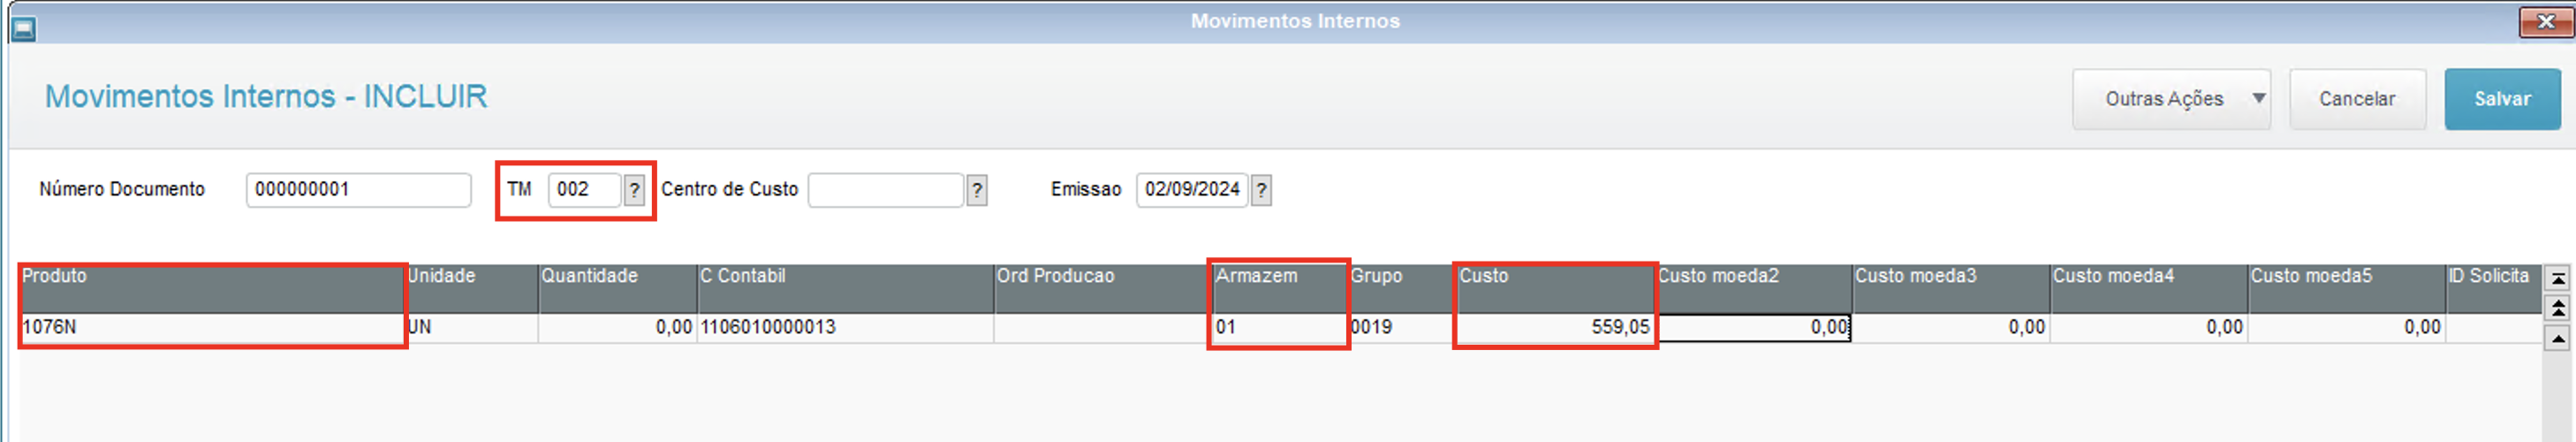 Movimentos Internos
Movimentos Internos - INCLUIR
Outras Ações
Cancelar
Salvar
Número Documento 000000001 TM 002 ? Centro de Custo ? Emissao 02/09/2024 ?
Produto Unidade Quantidade C Contabil Ord Producao Armazem Grupo Custo Custo moeda2 Custo moeda3 Custo moeda4 Custo moeda5 ID Solicita
1076N UN 0,00 1106010000013 01 0019 559,05 0,00 0,00 0,00 0,00